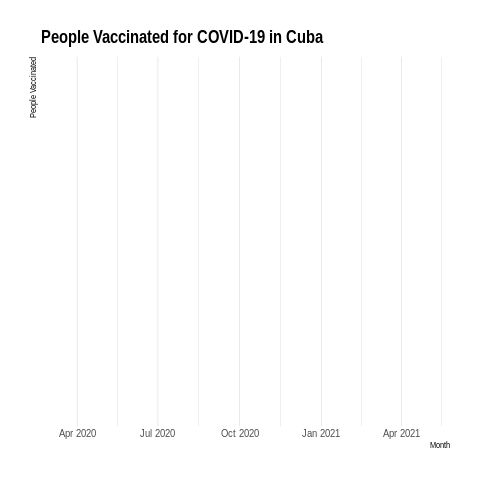 People Vaccinated for COVID-19 in Cuba
People Vaccinated
Apr 2020 Jul 2020 Oct 2020 Jan 2021 Apr 2021
Month